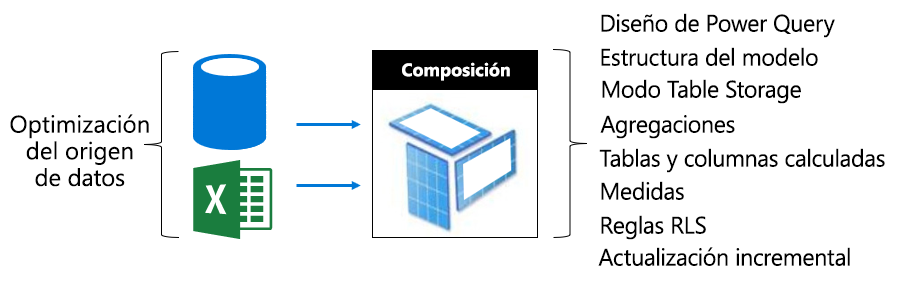 Optimización
del origen
de datos
X
Composición
Diseño de Power Query
Estructura del modelo
Modo Table Storage
Agregaciones
Tablas y columnas calculadas
Medidas
Reglas RLS
Actualización incremental